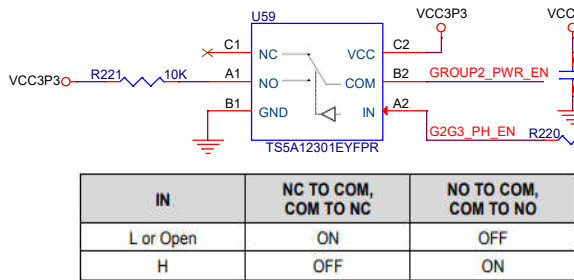 U59
VCC3P3
VCC
C1
NC
VCC
C2
VCC3P3
R221
10K
A1
NO
COM
B2
GROUP2_PWR_EN
B1
GND
IN
A2
G2G3_PH_EN
R220
TS5A12301EYFPR
IN
NC TO COM,
COM TO NC
NO TO COM,
COM TO NO
L or Open
ON
OFF
H
OFF
ON